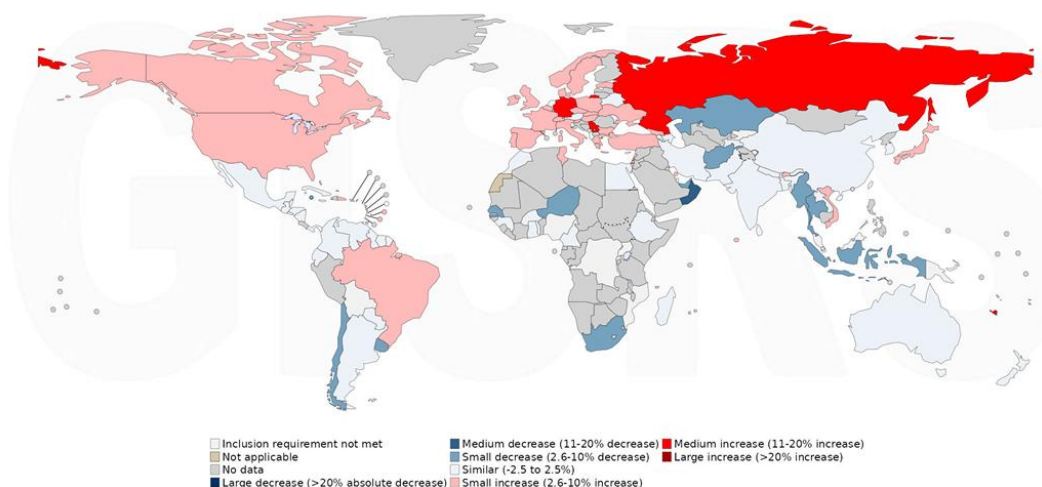 GISRS
Inclusion requirement not met
Not applicable
No data
Large decrease (>20% absolute decrease)
Medium decrease (11-20% decrease)
Small decrease (2.6-10% decrease)
Similar (-2.5 to 2.5%)
Small increase (2.6-10% increase)
Medium increase (11-20% increase)
Large increase (>20% increase)